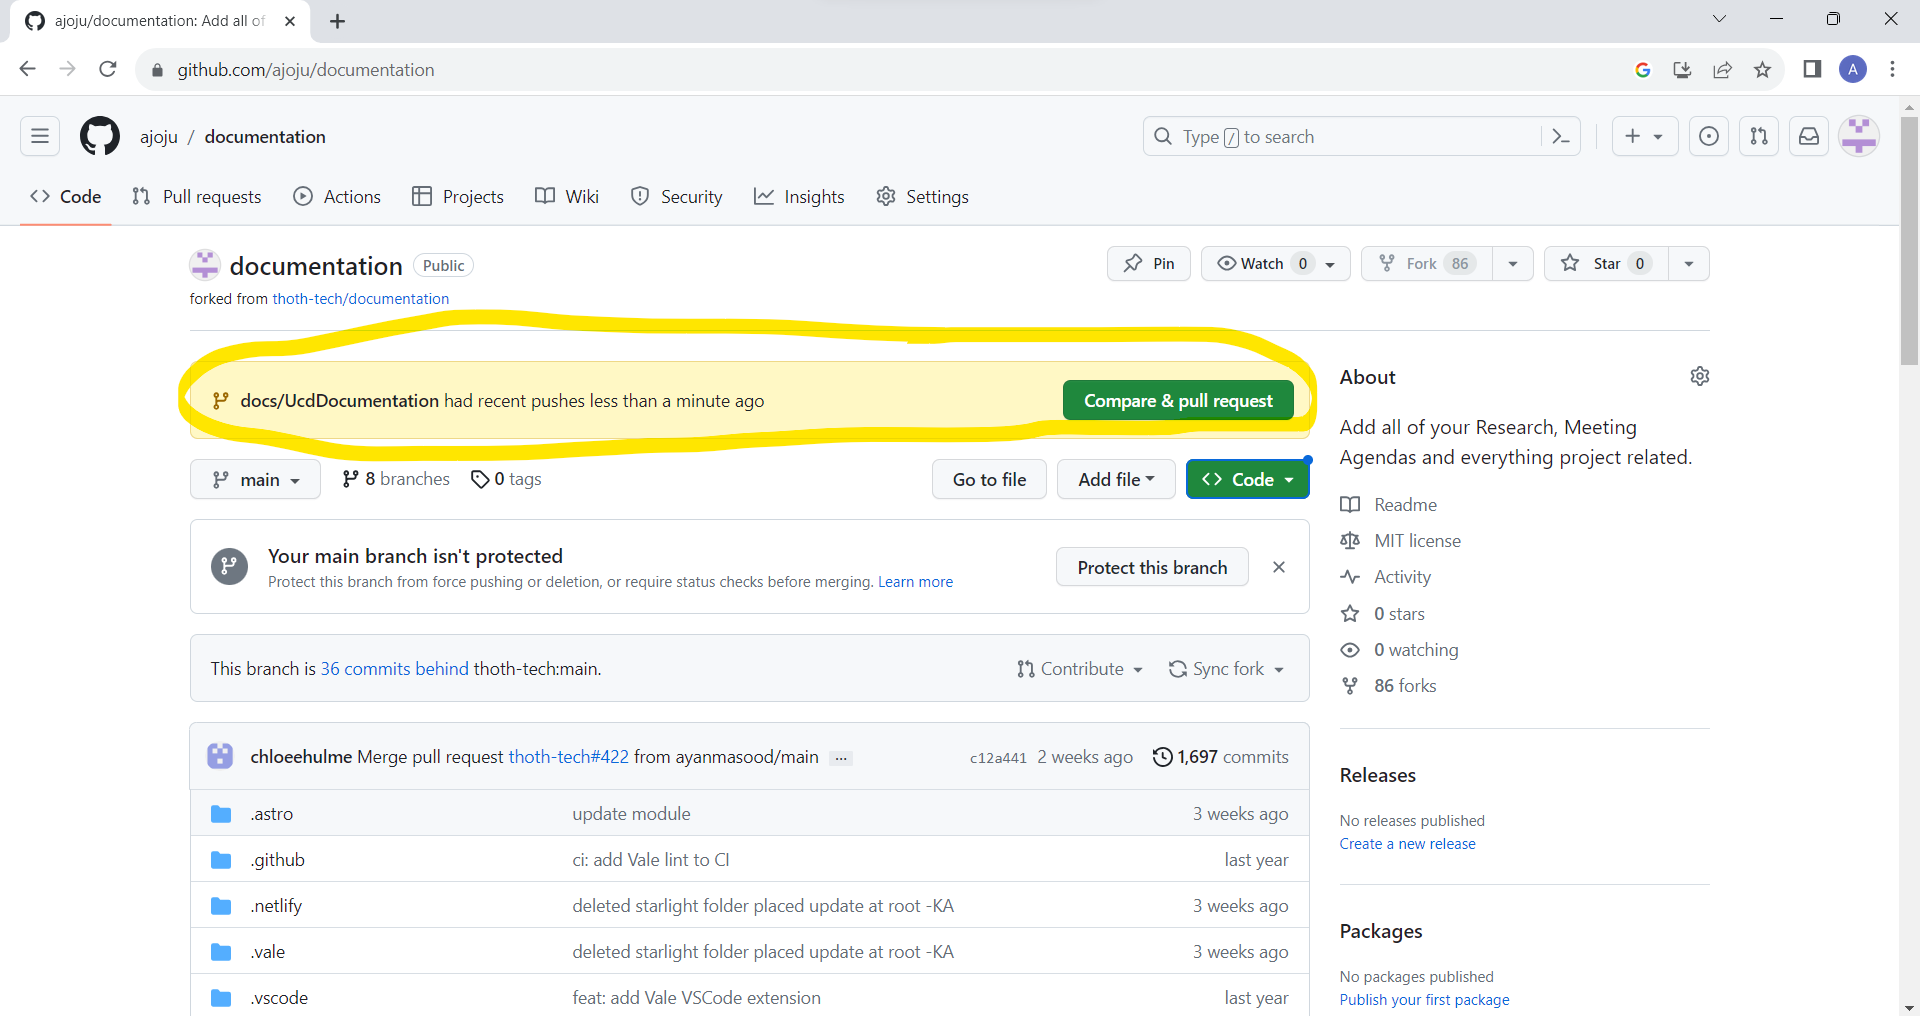 ajoju/documentation: Add all of
github.com/ajoju/documentation
A
ajoju / documentation
Type / to search
Code
Pull requests
Actions
Projects
Wiki
Security
Insights
Settings
documentation
Public
Pin
Watch 0
Fork 86
Star 0
forked from thoth-tech/documentation
docs/UcdDocumentation had recent pushes less than a minute ago
Compare & pull request
main
8 branches
0 tags
Go to file
Add file
Code
Your main branch isn't protected
Protect this branch from force pushing or deletion, or require status checks before merging. Learn more
Protect this branch
This branch is 36 commits behind thoth-tech:main.
Contribute
Sync fork
chloeehulme Merge pull request thoth-tech#422 from ayanmasood/main ...
c12a441 2 weeks ago
1,697 commits
.astro update module 3 weeks ago
.github ci: add Vale lint to CI last year
.netlify deleted starlight folder placed update at root -KA 3 weeks ago
.vale deleted starlight folder placed update at root -KA 3 weeks ago
.vscode feat: add Vale VSCode extension last year
About
Add all of your Research, Meeting
Agendas and everything project related.
Readme
MIT license
Activity
0 stars
0 watching
86 forks
Releases
No releases published
Create a new release
Packages
No packages published
Publish your first package